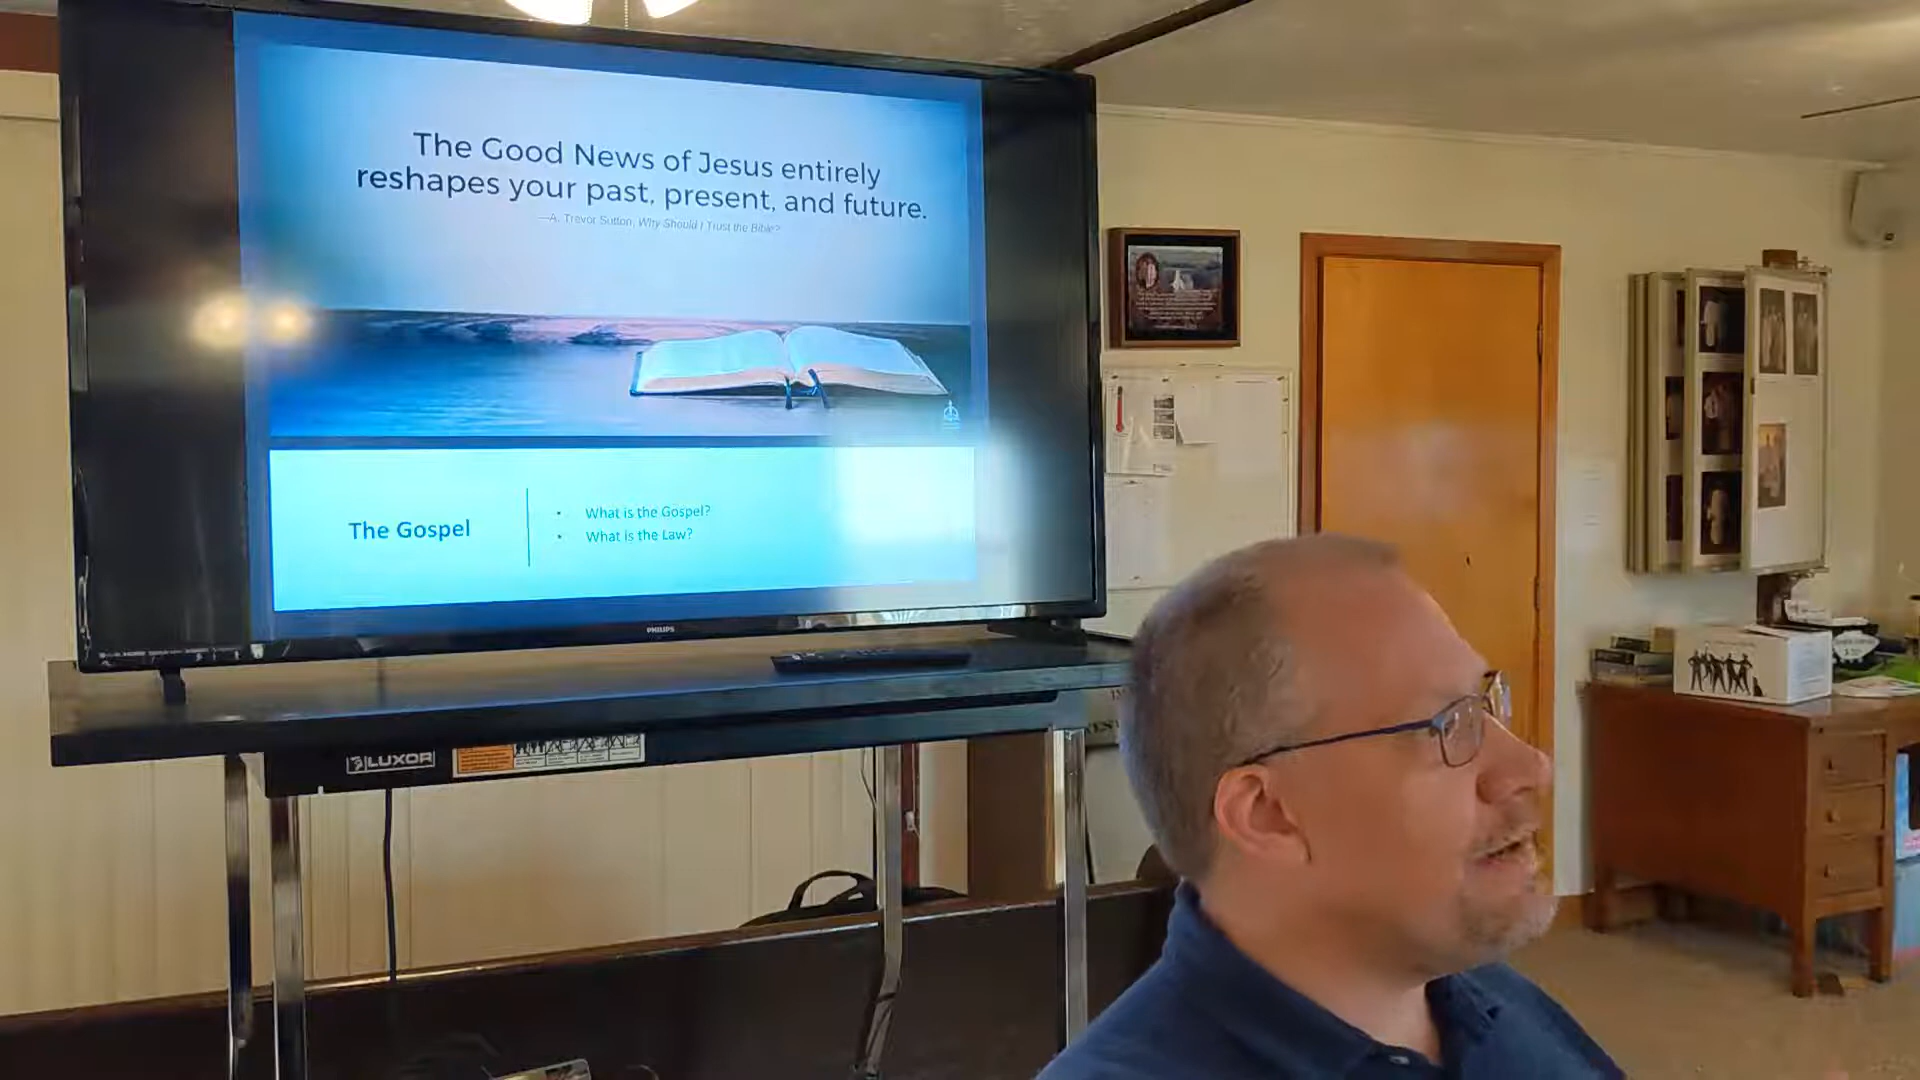 The Good News of Jesus entirely
reshapes your past, present, and future.
—A. Trevor Sutton, Why Should I Trust the Bible?
The Gospel
• What is the Gospel?
• What is the Law?
PHILIPS
LUXOR